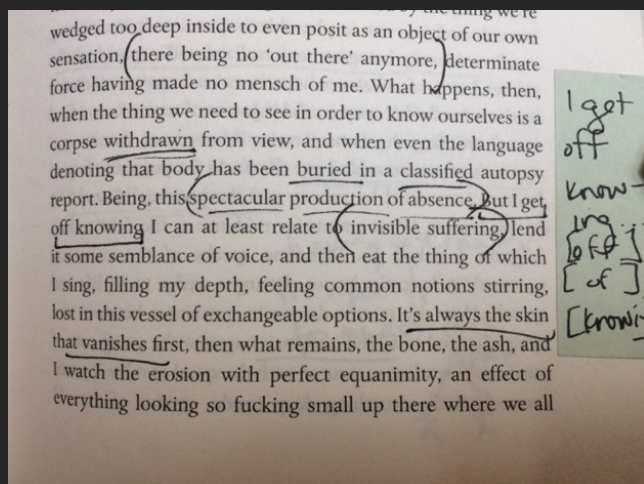 by the thing we're
wedged too deep inside to even posit as an object of our own
sensation, there being no 'out there' anymore, determinate
force having made no mensch of me. What happens, then,
when the thing we need to see in order to know ourselves is a
corpse withdrawn from view, and when even the language
denoting that body has been buried in a classified autopsy
report. Being, this spectacular production of absence. But I get
off knowing I can at least relate to invisible suffering, lend
it some semblance of voice, and then eat the thing of which
I sing, filling my depth, feeling common notions stirring,
lost in this vessel of exchangeable options. It's always the skin
that vanishes first, then what remains, the bone, the ash, and
I watch the erosion with perfect equanimity, an effect of
everything looking so fucking small up there where we all
I get
off
know-
ing.
[off]
[of]
[knowi-